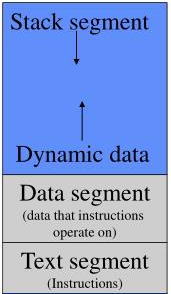 Stack segment
Dynamic data
Data segment
(data that instructions
operate on)
Text segment
(Instructions)